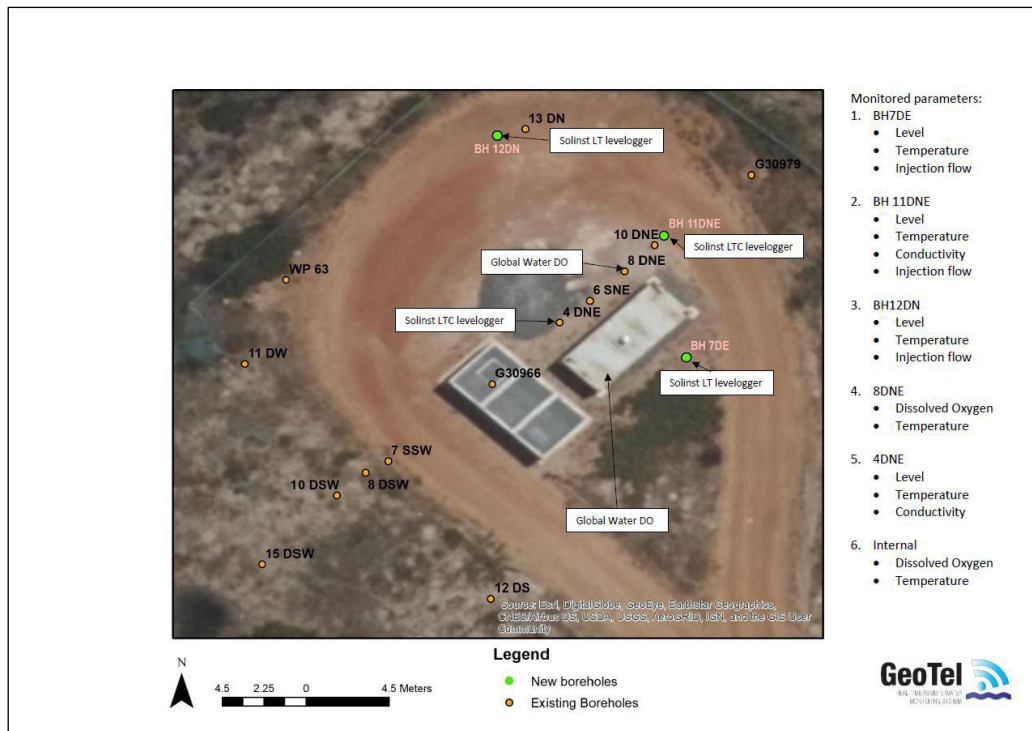 13 DN
Solinst LT levelogger
BH 12DN
G30979
BH 11DNE
10 DNE
Solinst LTC levelogger
Global Water DO
8 DNE
WP 63
6 SNE
Solinst LTC levelogger
4 DNE
BH 7DE
11 DW
G30966
Solinst LT levelogger
7 SSW
8 DSW
10 DSW
Global Water DO
15 DSW
12 DS
Source: Esri, DigitalGlobe, GeoEye, Earthstar Geographics,
CNES/Airbus DS, USDA, USGS, AeroGRID, IGN, and the GIS User
Community
Monitored parameters:
1. BH7DE
• Level
• Temperature
• Injection flow
2. BH 11DNE
• Level
• Temperature
• Conductivity
• Injection flow
3. BH12DN
• Level
• Temperature
• Injection flow
4. 8DNE
• Dissolved Oxygen
• Temperature
5. 4DNE
• Level
• Temperature
• Conductivity
6. Internal
• Dissolved Oxygen
• Temperature
N
4.5 2.25 0 4.5 Meters
Legend
New boreholes
Existing Boreholes
GeoTel
REAL-TIME REMOTE WATER
MONITORING SYSTEM